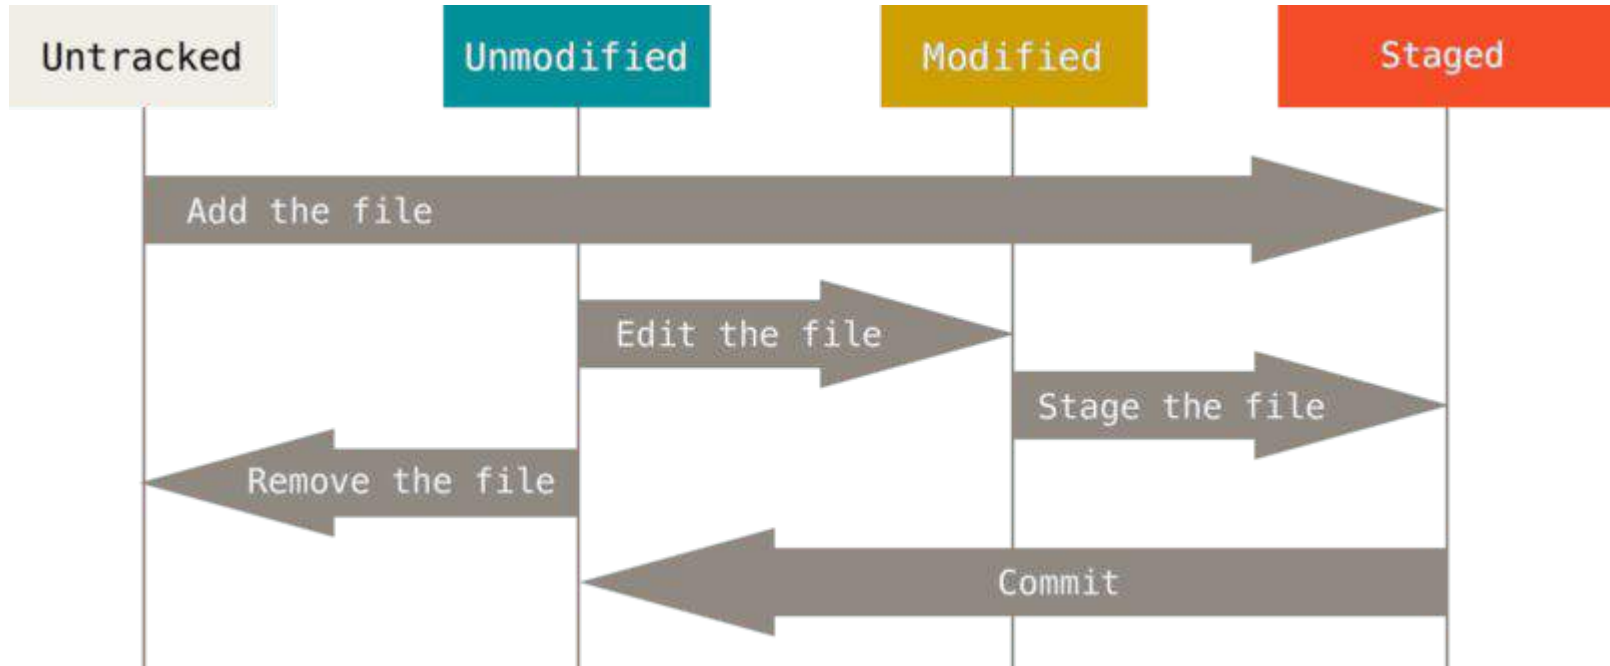 Untracked
Unmodified
Modified
Staged
Add the file
Edit the file
Stage the file
Remove the file
Commit